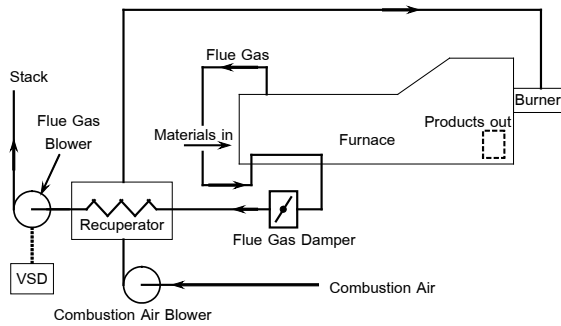 Flue Gas
Stack
Burner
Flue Gas
Blower
Products out
Materials in
Furnace
Recuperator
Flue Gas Damper
VSD
Combustion Air
Combustion Air Blower